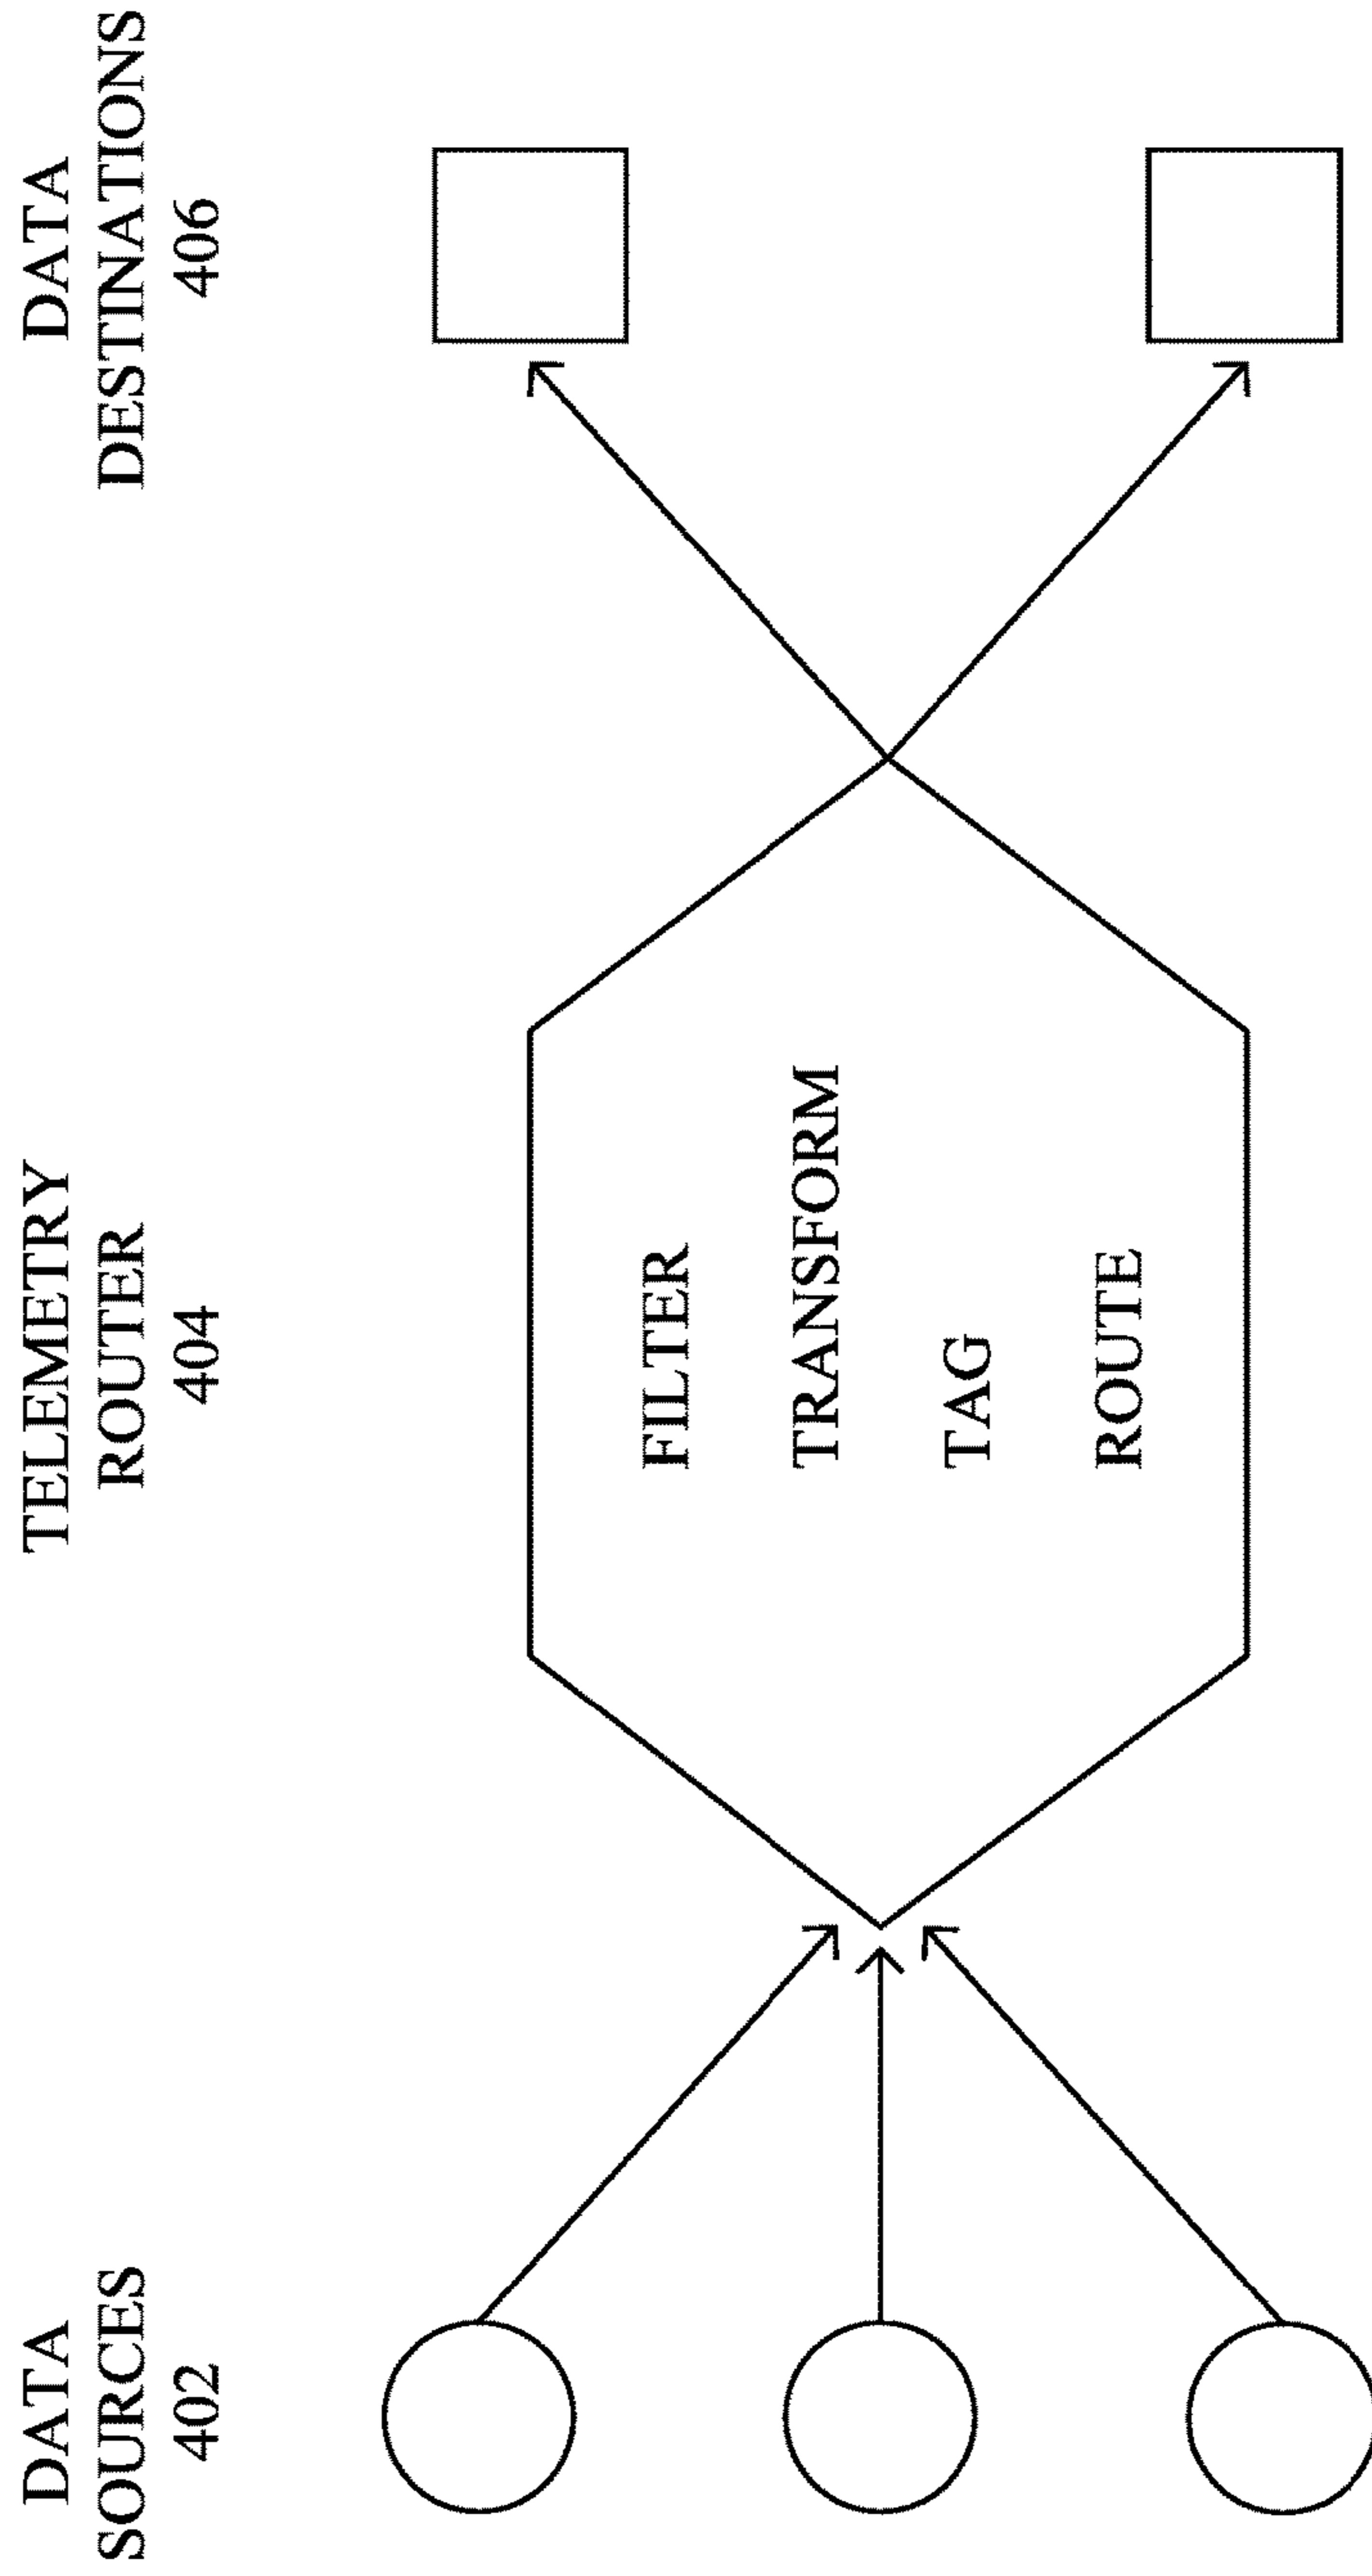 DATA
SOURCES
402
TELEMETRY
ROUTER
404
DATA
DESTINATIONS
406
FILTER
TRANSFORM
TAG
ROUTE